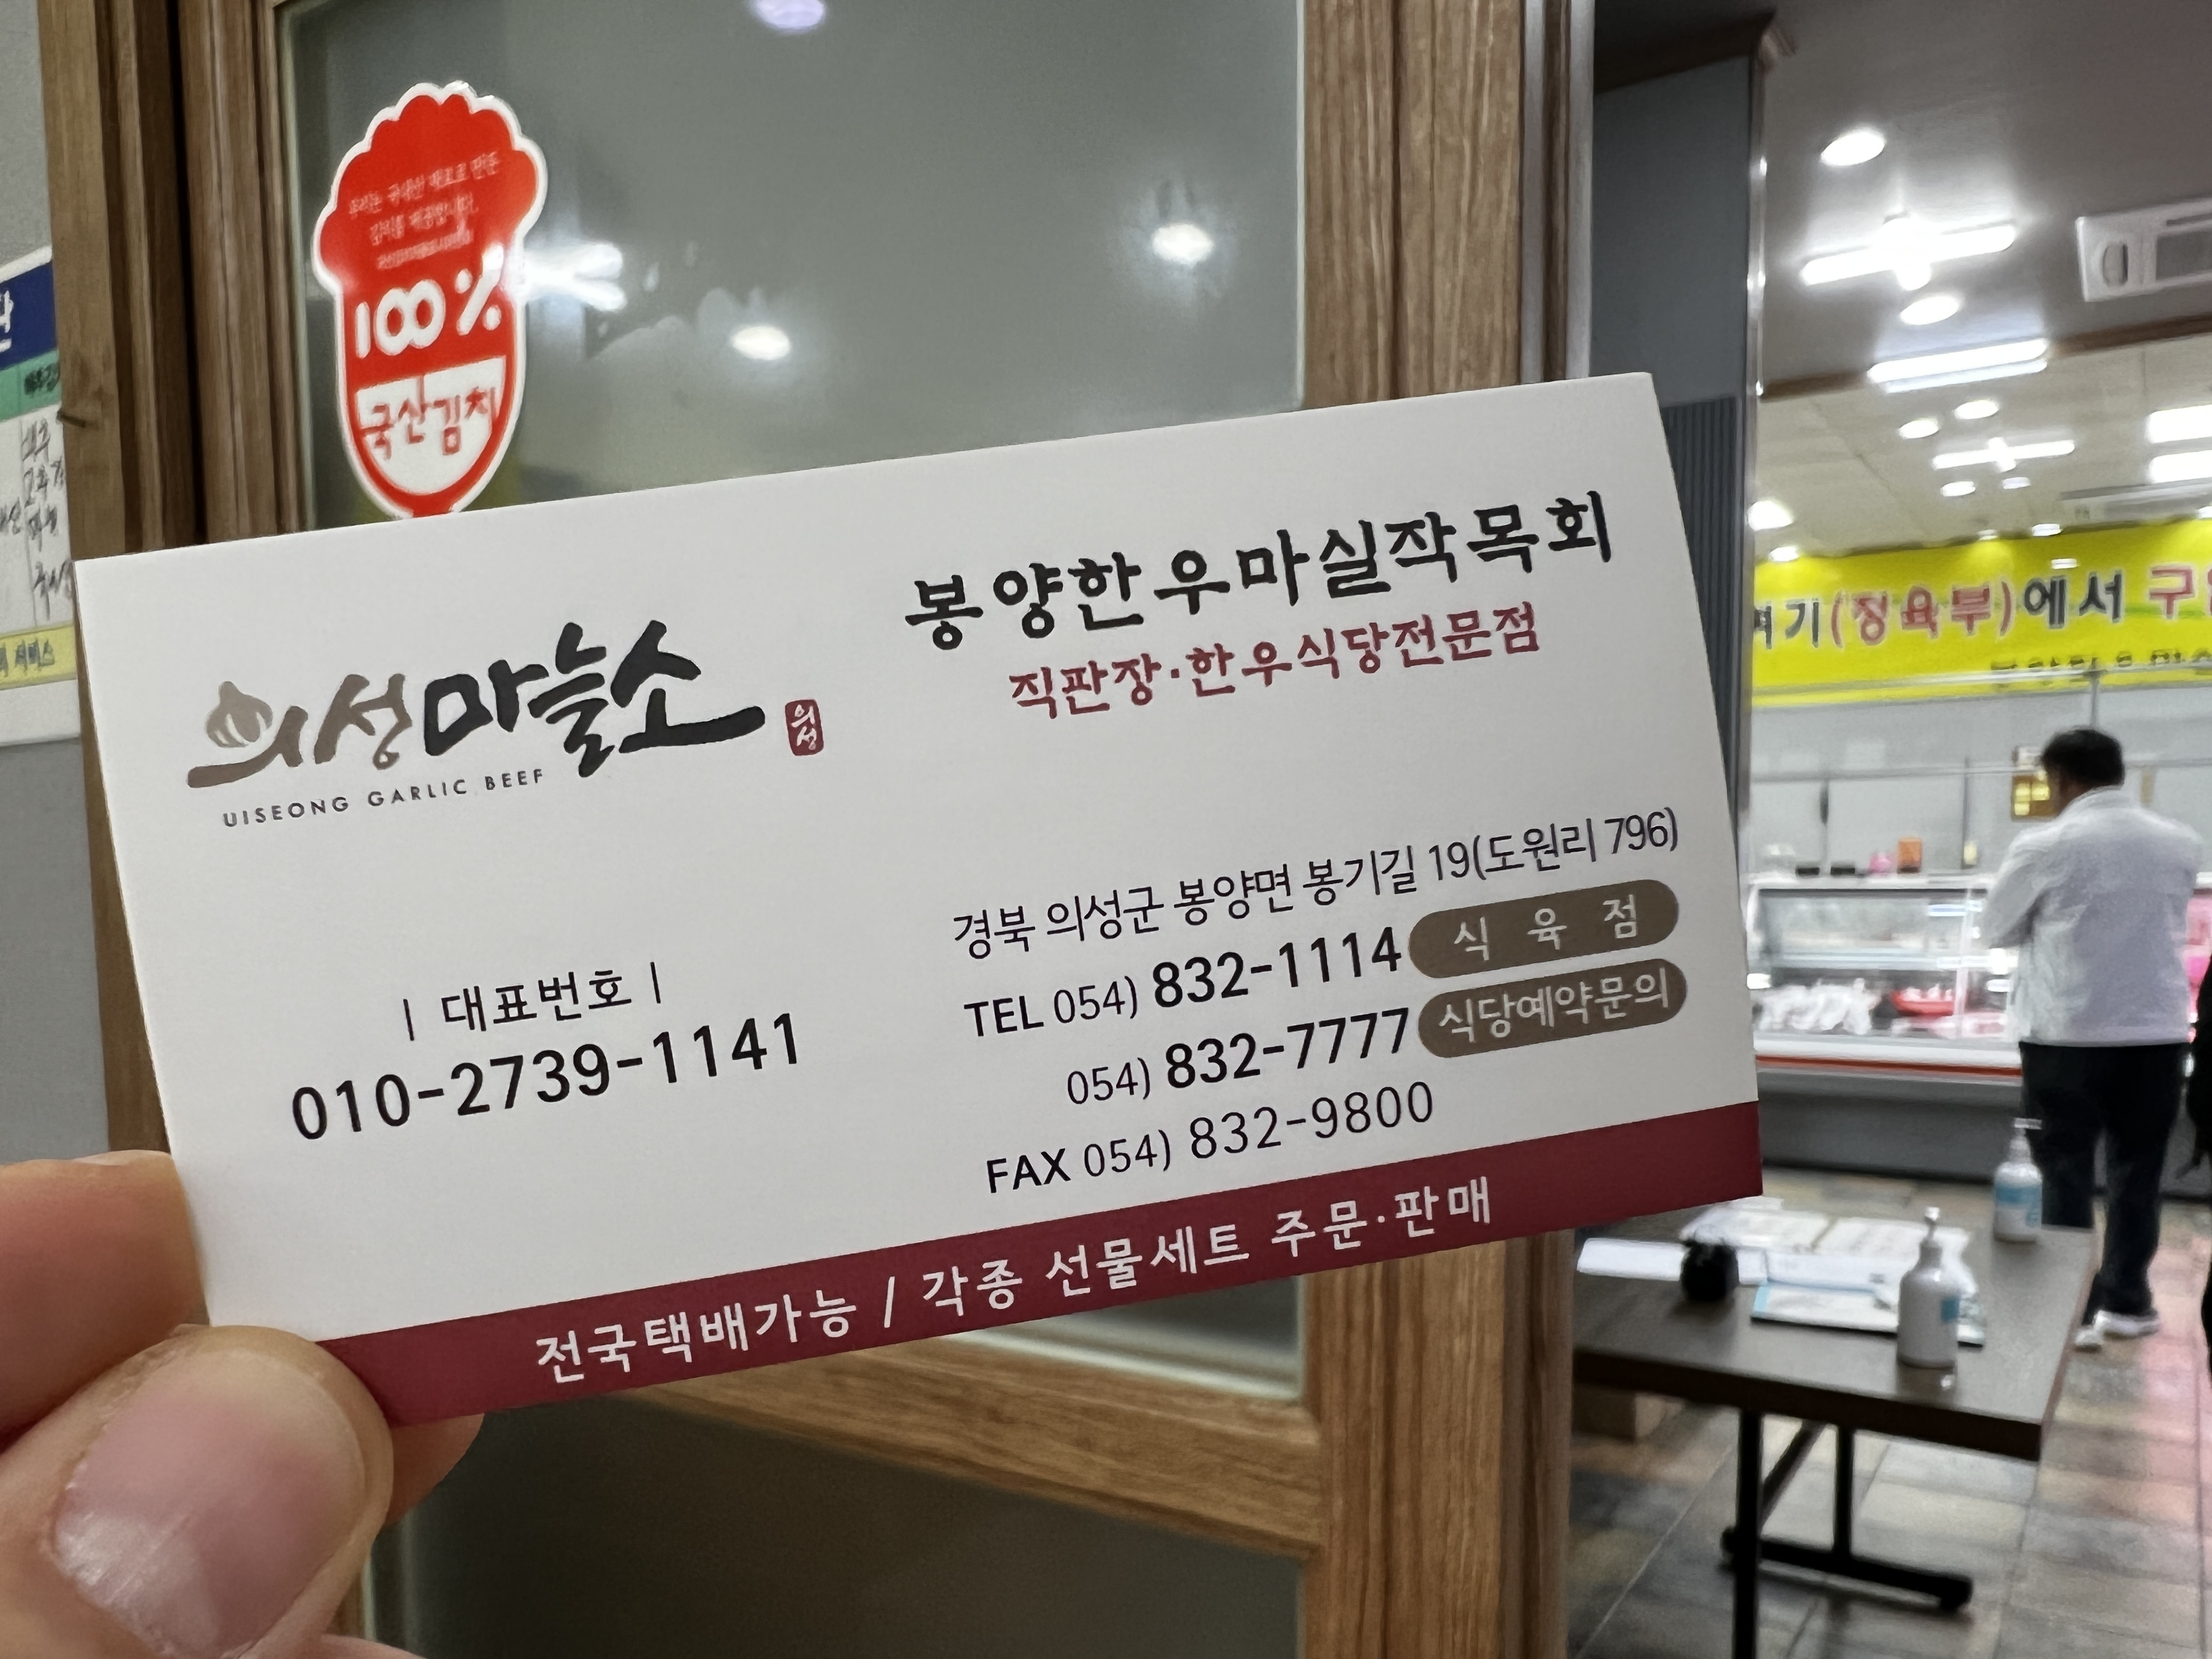 100%
국산김치
의성마늘소
의성
UISEONG GARLIC BEEF
봉양한우마실작목회
직판장·한우식당전문점
| 대표번호 |
010-2739-1141
경북 의성군 봉양면 봉기길 19(도원리 796)
TEL 054) 832-1114 식 육 점
054) 832-7777 식당예약문의
FAX 054) 832-9800
전국택배가능 / 각종 선물세트 주문·판매
(정육부)에서